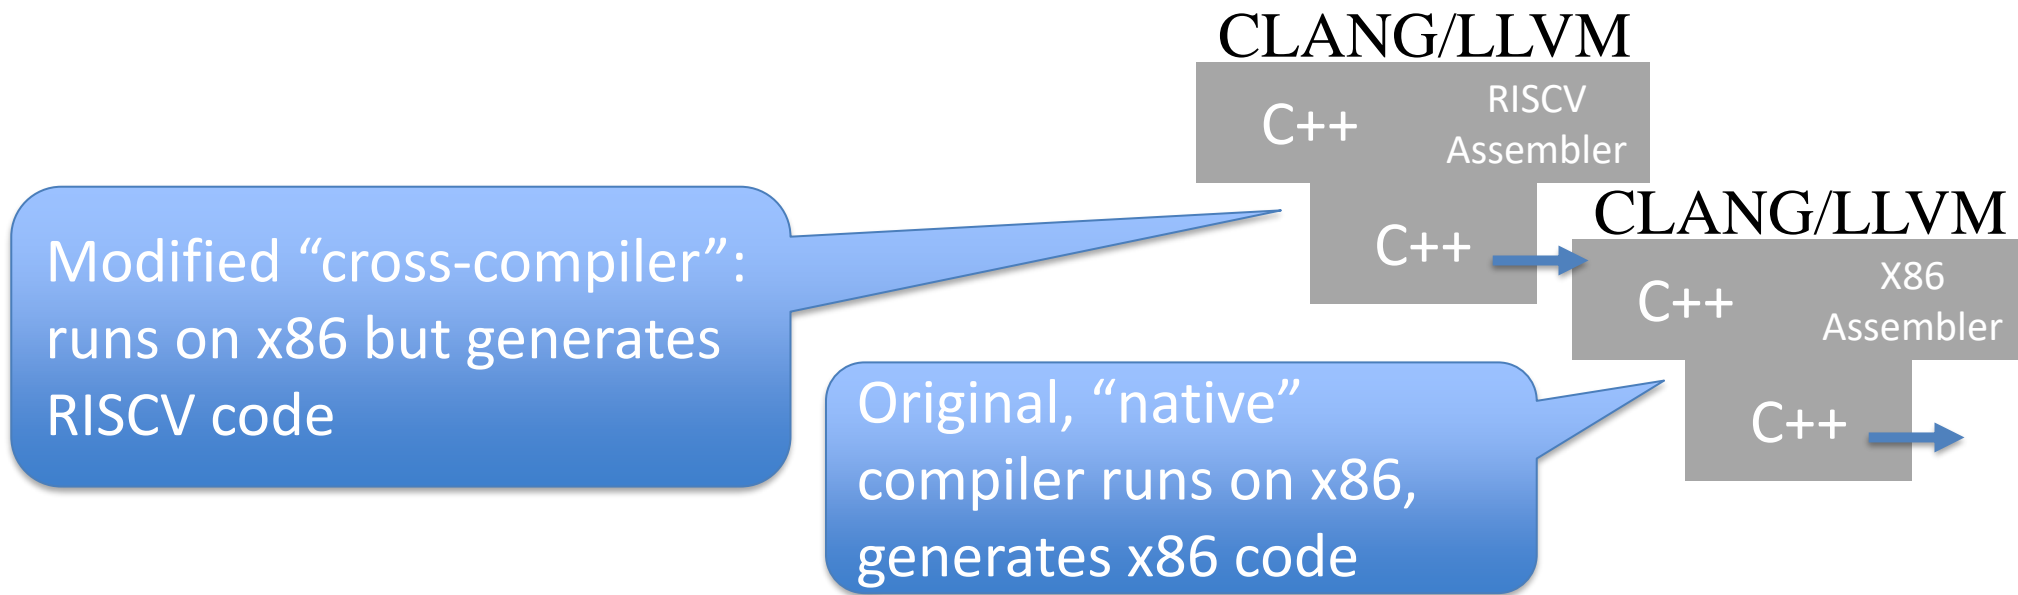 CLANG/LLVM
C++
RISCV
Assembler
C++
Modified “cross-compiler”:
runs on x86 but generates
RISCV code
CLANG/LLVM
C++
X86
Assembler
C++
Original, “native”
compiler runs on x86,
generates x86 code